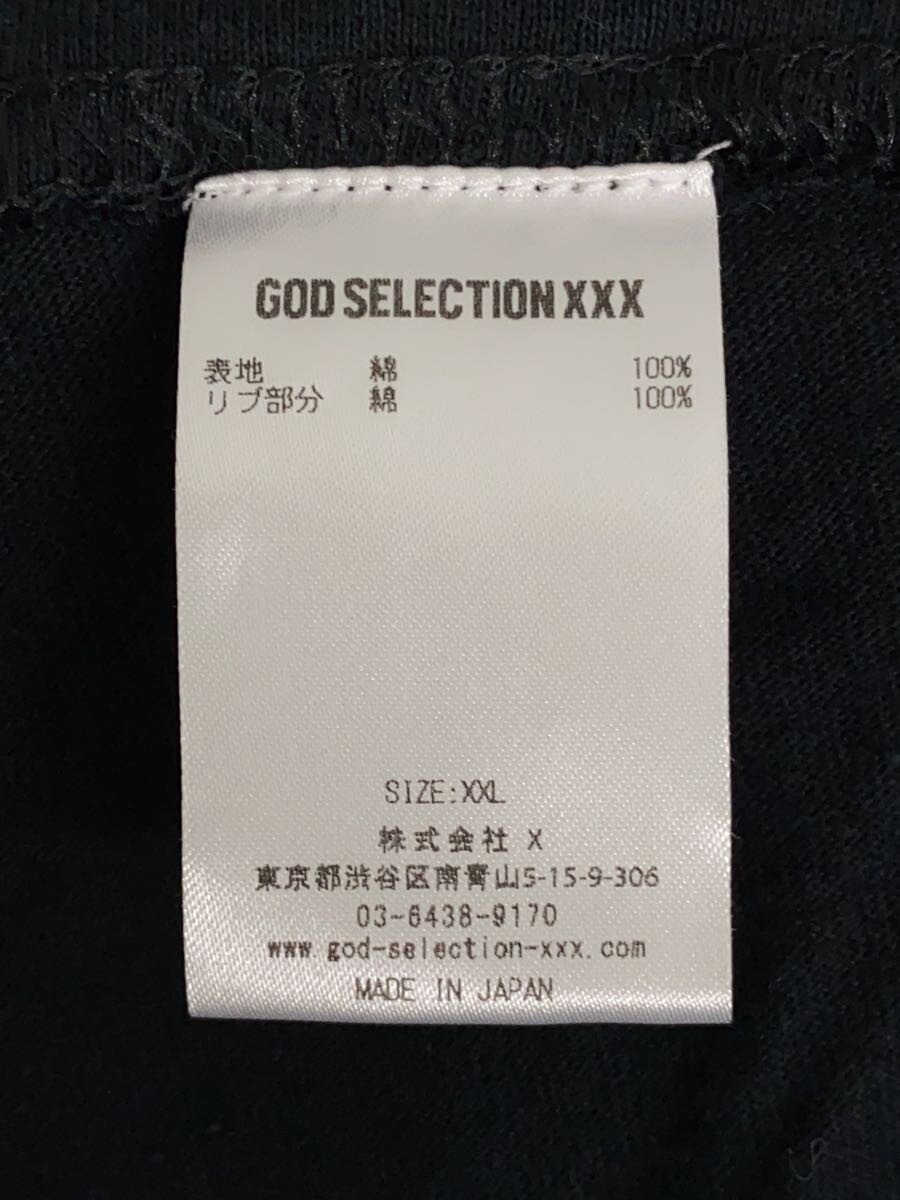 GOD SELECTION XXX
表地 綿 100%
リブ部分 綿 100%
SIZE:XXL
株式会社 X
東京都渋谷区南青山5-15-9-306
03-6438-9170
www.god-selection-xxx.com
MADE IN JAPAN